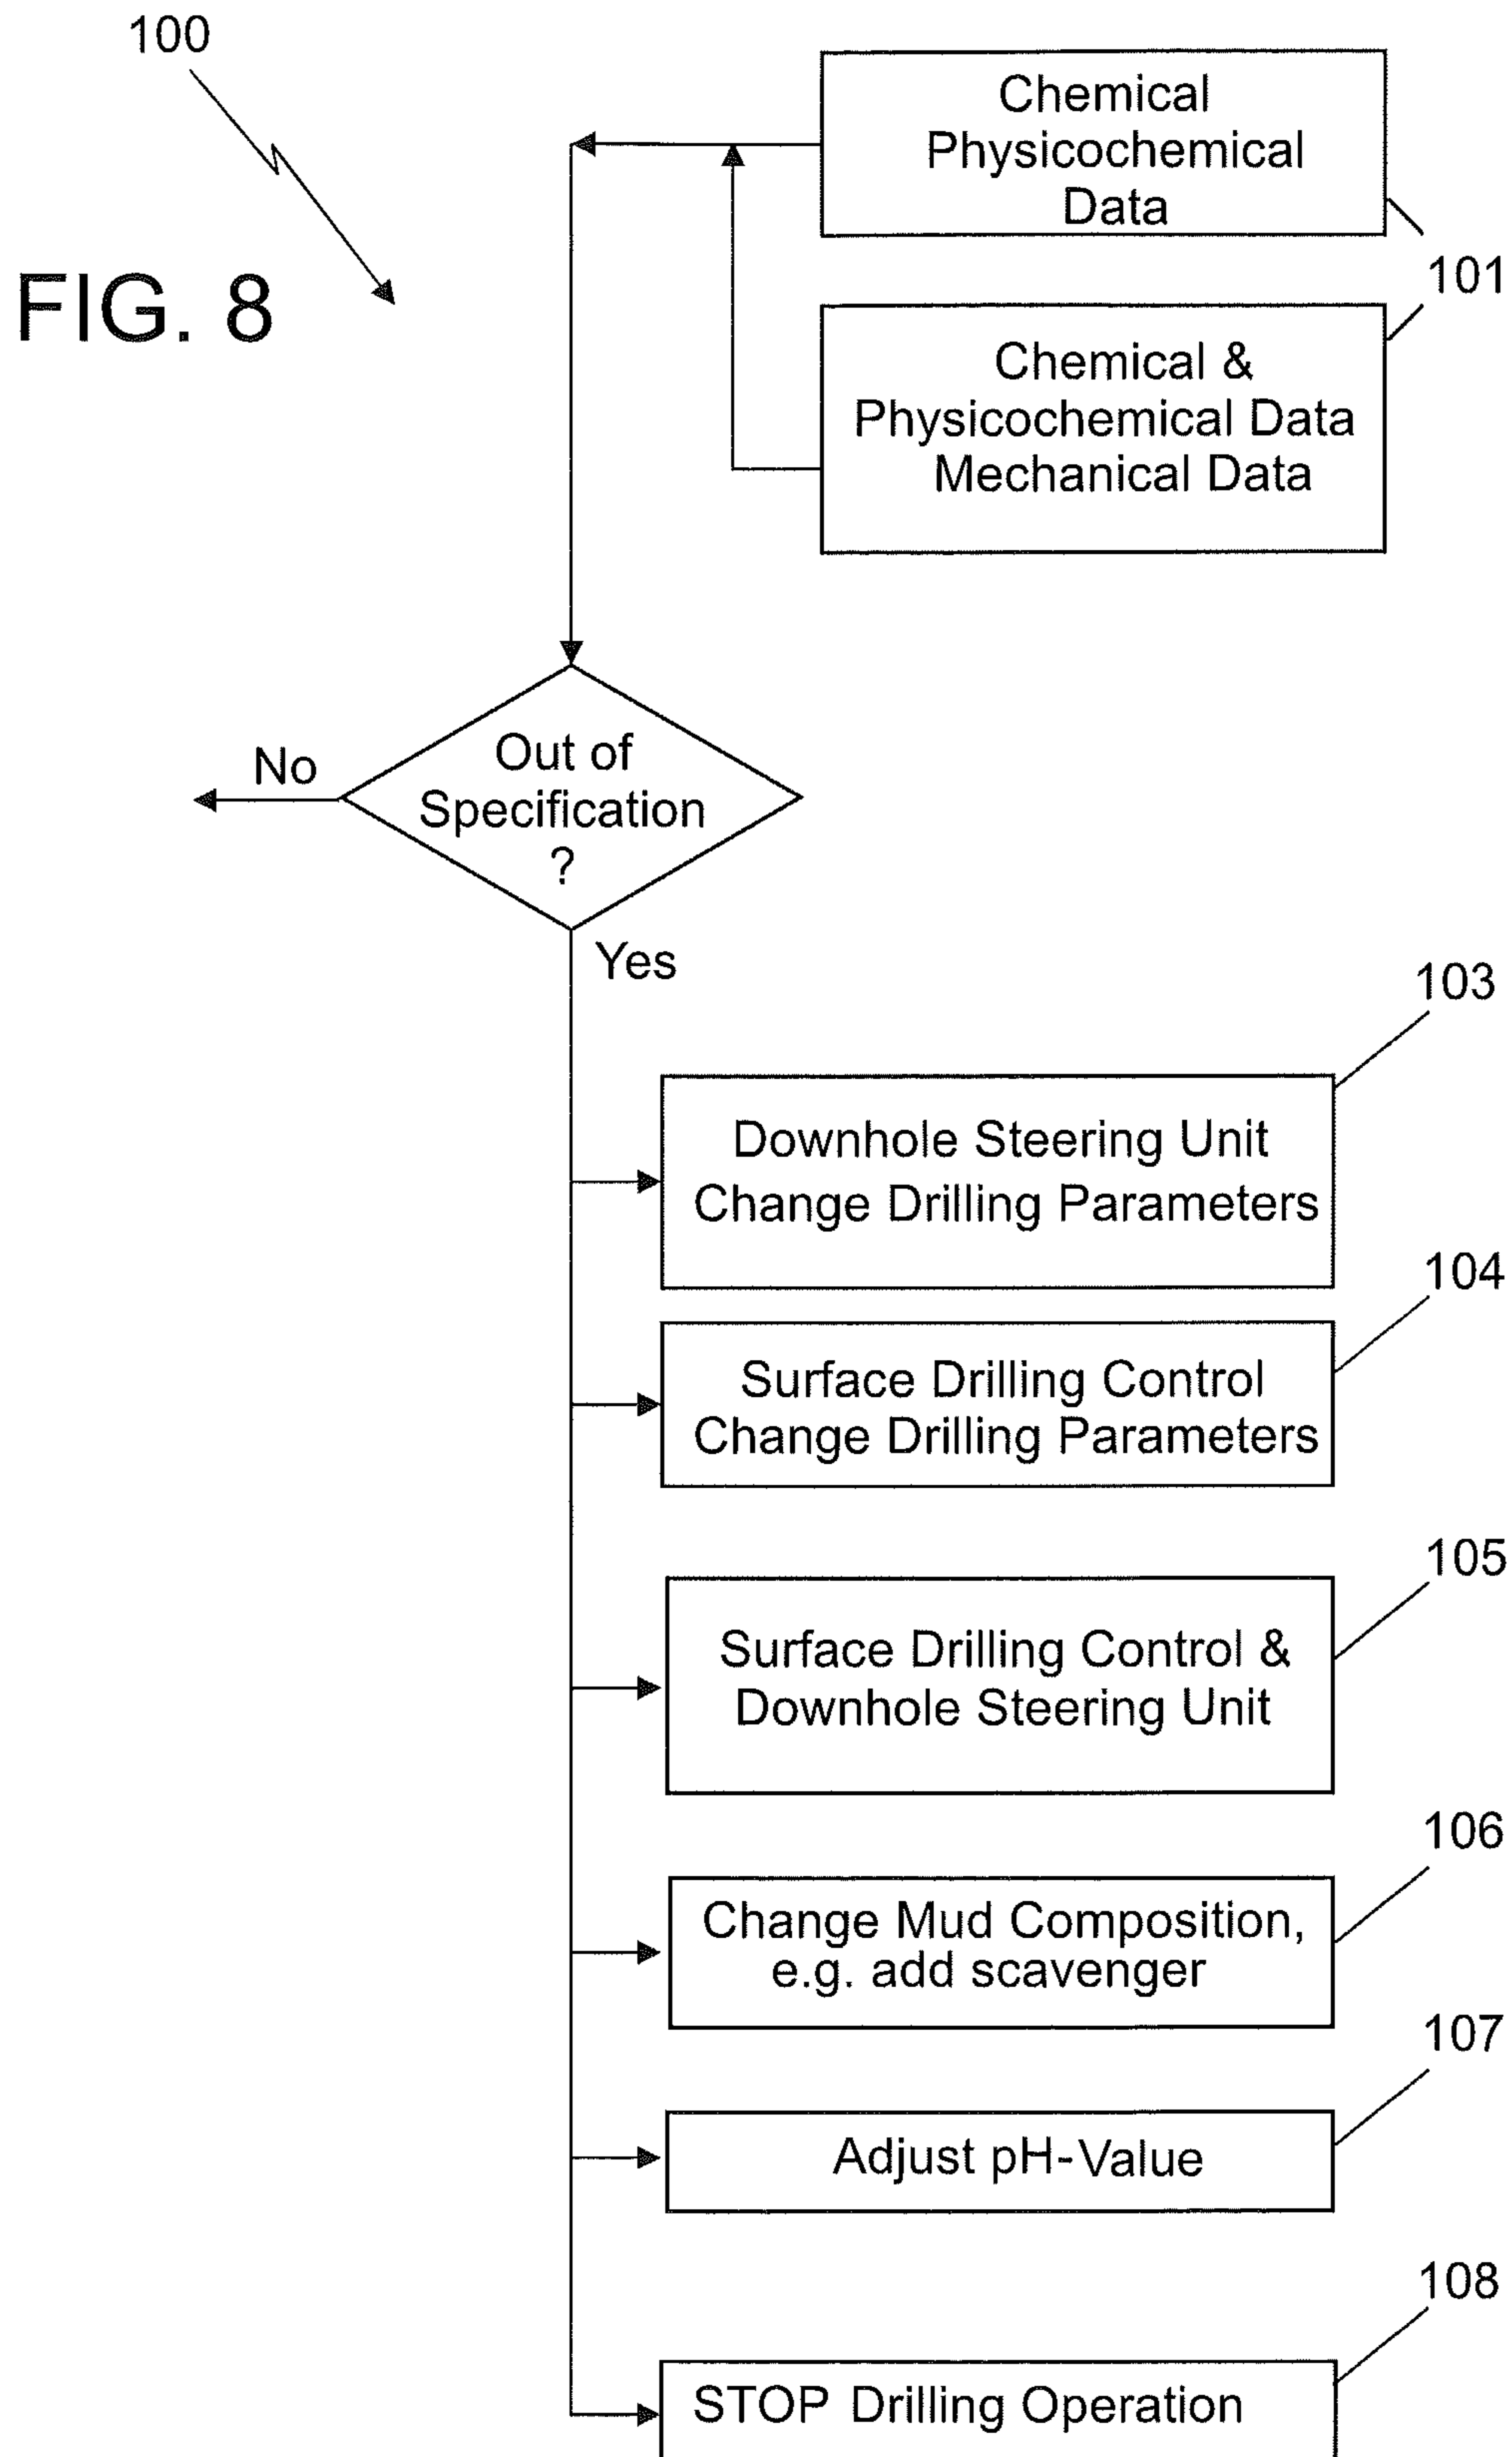 100
Chemical
Physicochemical
Data
101
FIG. 8
Chemical &
Physicochemical Data
Mechanical Data
Out of
Specification
?
No
Yes
103
Downhole Steering Unit
Change Drilling Parameters
104
Surface Drilling Control
Change Drilling Parameters
105
Surface Drilling Control &
Downhole Steering Unit
106
Change Mud Composition,
e.g. add scavenger
107
Adjust pH-Value
108
STOP Drilling Operation